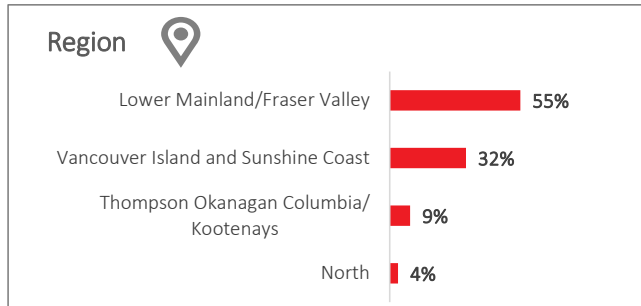 Region
Lower Mainland/Fraser Valley 55%
Vancouver Island and Sunshine Coast 32%
Thompson Okanagan Columbia/
Kootenays 9%
North 4%